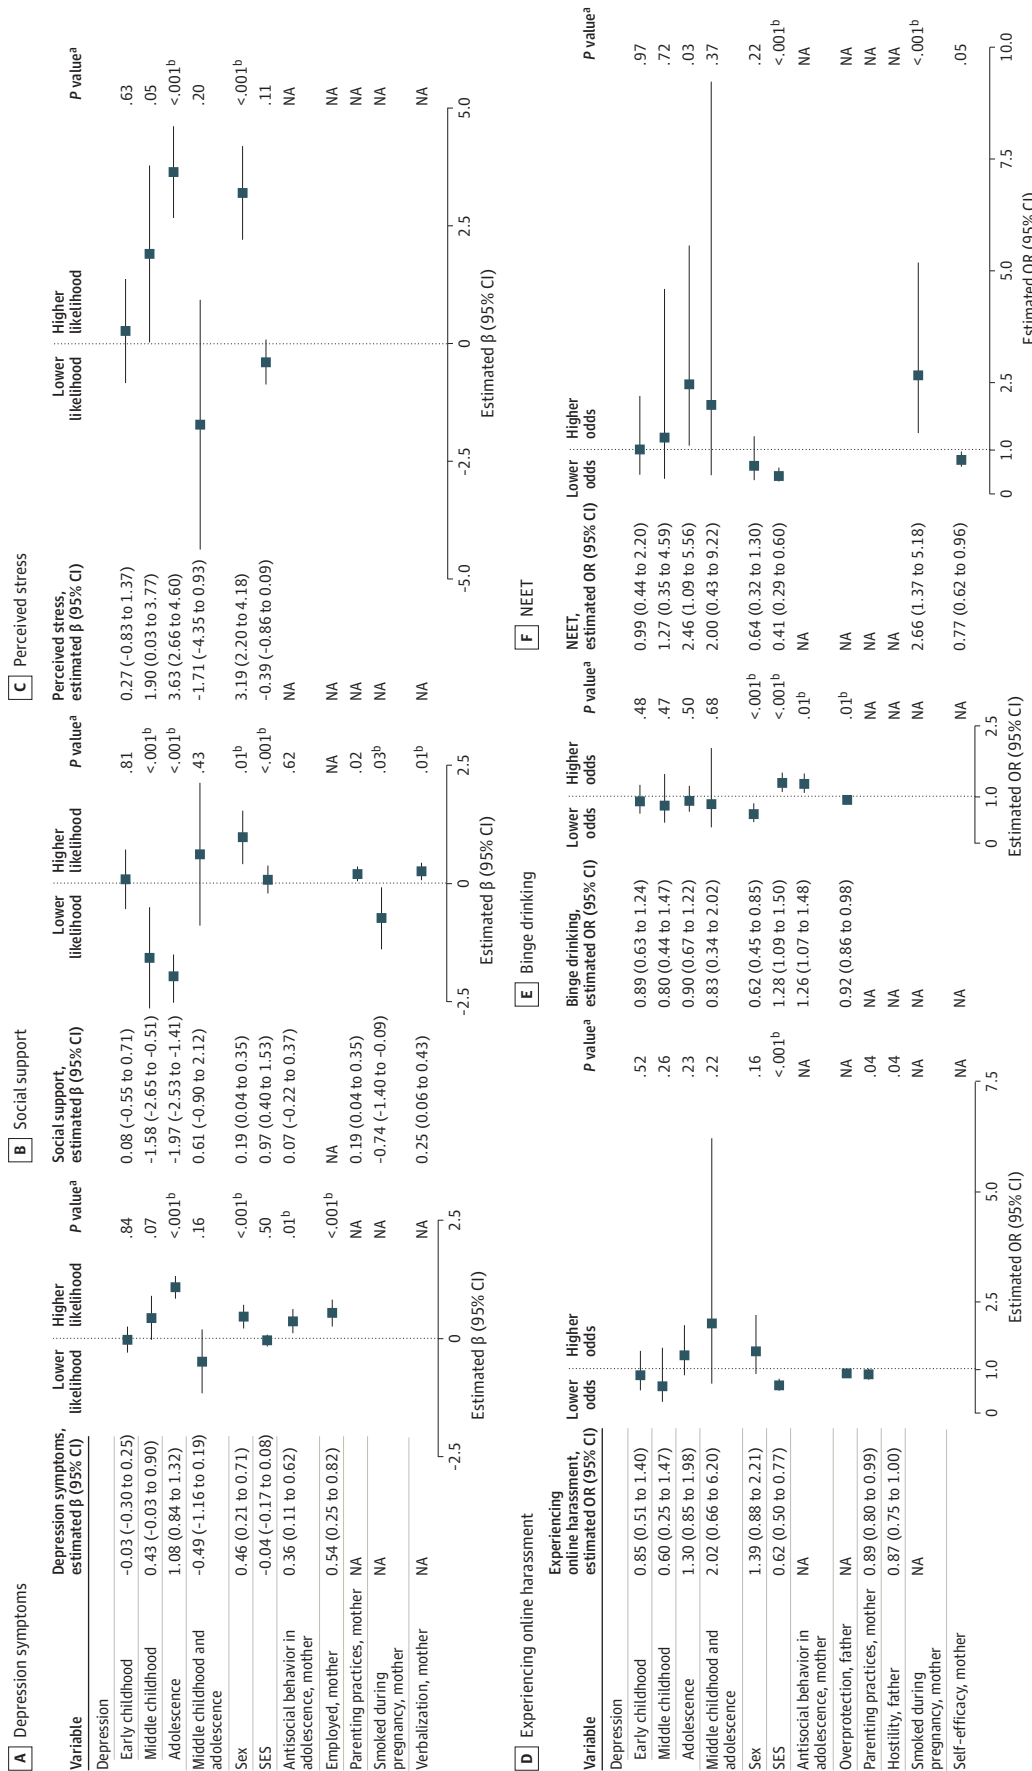 A Depression symptoms
Variable
Depression symptoms, estimated β (95% CI)
Lower likelihood
Higher likelihood
P valueᵃ
Depression
Early childhood −0.03 (−0.30 to 0.25) .84
Middle childhood 0.43 (−0.03 to 0.90) .07
Adolescence 1.08 (0.84 to 1.32) <.001ᵇ
Middle childhood and adolescence −0.49 (−1.16 to 0.19) .16
Sex 0.46 (0.21 to 0.71) <.001ᵇ
SES −0.04 (−0.17 to 0.08) .50
Antisocial behavior in adolescence, mother 0.36 (0.11 to 0.62) .01ᵇ
Employed, mother 0.54 (0.25 to 0.82) <.001ᵇ
Parenting practices, mother NA NA
Smoked during pregnancy, mother NA NA
Verbalization, mother NA NA
−2.5 0 2.5
Estimated β (95% CI)
B Social support
Social support, estimated β (95% CI)
Lower likelihood
Higher likelihood
P valueᵃ
0.08 (−0.55 to 0.71) .81
−1.58 (−2.65 to −0.51) <.001ᵇ
−1.97 (−2.53 to −1.41) <.001ᵇ
0.61 (−0.90 to 2.12) .43
0.19 (0.04 to 0.35) .01ᵇ
0.97 (0.40 to 1.53) <.001ᵇ
0.07 (−0.22 to 0.37) .62
NA NA
0.19 (0.04 to 0.35) .02
−0.74 (−1.40 to −0.09) .03ᵇ
0.25 (0.06 to 0.43) .01ᵇ
−2.5 0 2.5
Estimated β (95% CI)
C Perceived stress
Perceived stress, estimated β (95% CI)
Lower likelihood
Higher likelihood
P valueᵃ
0.27 (−0.83 to 1.37) .63
1.90 (0.03 to 3.77) .05
3.63 (2.66 to 4.60) <.001ᵇ
−1.71 (−4.35 to 0.93) .20
3.19 (2.20 to 4.18) <.001ᵇ
−0.39 (−0.86 to 0.09) .11
NA NA
NA NA
NA NA
NA NA
NA NA
−5.0 −2.5 0 2.5 5.0
Estimated β (95% CI)
D Experiencing online harassment
Variable
Experiencing online harassment, estimated OR (95% CI)
Lower odds
Higher odds
P valueᵃ
Depression
Early childhood 0.85 (0.51 to 1.40) .52
Middle childhood 0.60 (0.25 to 1.47) .26
Adolescence 1.30 (0.85 to 1.98) .23
Middle childhood and adolescence 2.02 (0.66 to 6.20) .22
Sex 1.39 (0.88 to 2.21) .16
SES 0.62 (0.50 to 0.77) <.001ᵇ
Antisocial behavior in adolescence, mother NA NA
Overprotection, father NA NA
Parenting practices, mother 0.89 (0.80 to 0.99) .04
Hostility, father 0.87 (0.75 to 1.00) .04
Smoked during pregnancy, mother NA NA
Self-efficacy, mother NA
0 1.0 2.5 5.0 7.5
Estimated OR (95% CI)
E Binge drinking
Binge drinking, estimated OR (95% CI)
Lower odds
Higher odds
P valueᵃ
0.89 (0.63 to 1.24) .48
0.80 (0.44 to 1.47) .47
0.90 (0.67 to 1.22) .50
0.83 (0.34 to 2.02) .68
0.62 (0.45 to 0.85) <.001ᵇ
1.28 (1.09 to 1.50) <.001ᵇ
1.26 (1.07 to 1.48) .01ᵇ
0.92 (0.86 to 0.98) .01ᵇ
NA NA
NA NA
NA NA
NA NA
0 1.0 2.5
Estimated OR (95% CI)
F NEET
NEET, estimated OR (95% CI)
Lower odds
Higher odds
P valueᵃ
0.99 (0.44 to 2.20) .97
1.27 (0.35 to 4.59) .72
2.46 (1.09 to 5.56) .03
2.00 (0.43 to 9.22) .37
0.64 (0.32 to 1.30) .22
0.41 (0.29 to 0.60) <.001ᵇ
NA NA
NA NA
NA NA
NA NA
2.66 (1.37 to 5.18) <.001ᵇ
0.77 (0.62 to 0.96) .05
0 1.0 2.5 5.0 7.5 10.0
Estimated OR (95% CI)